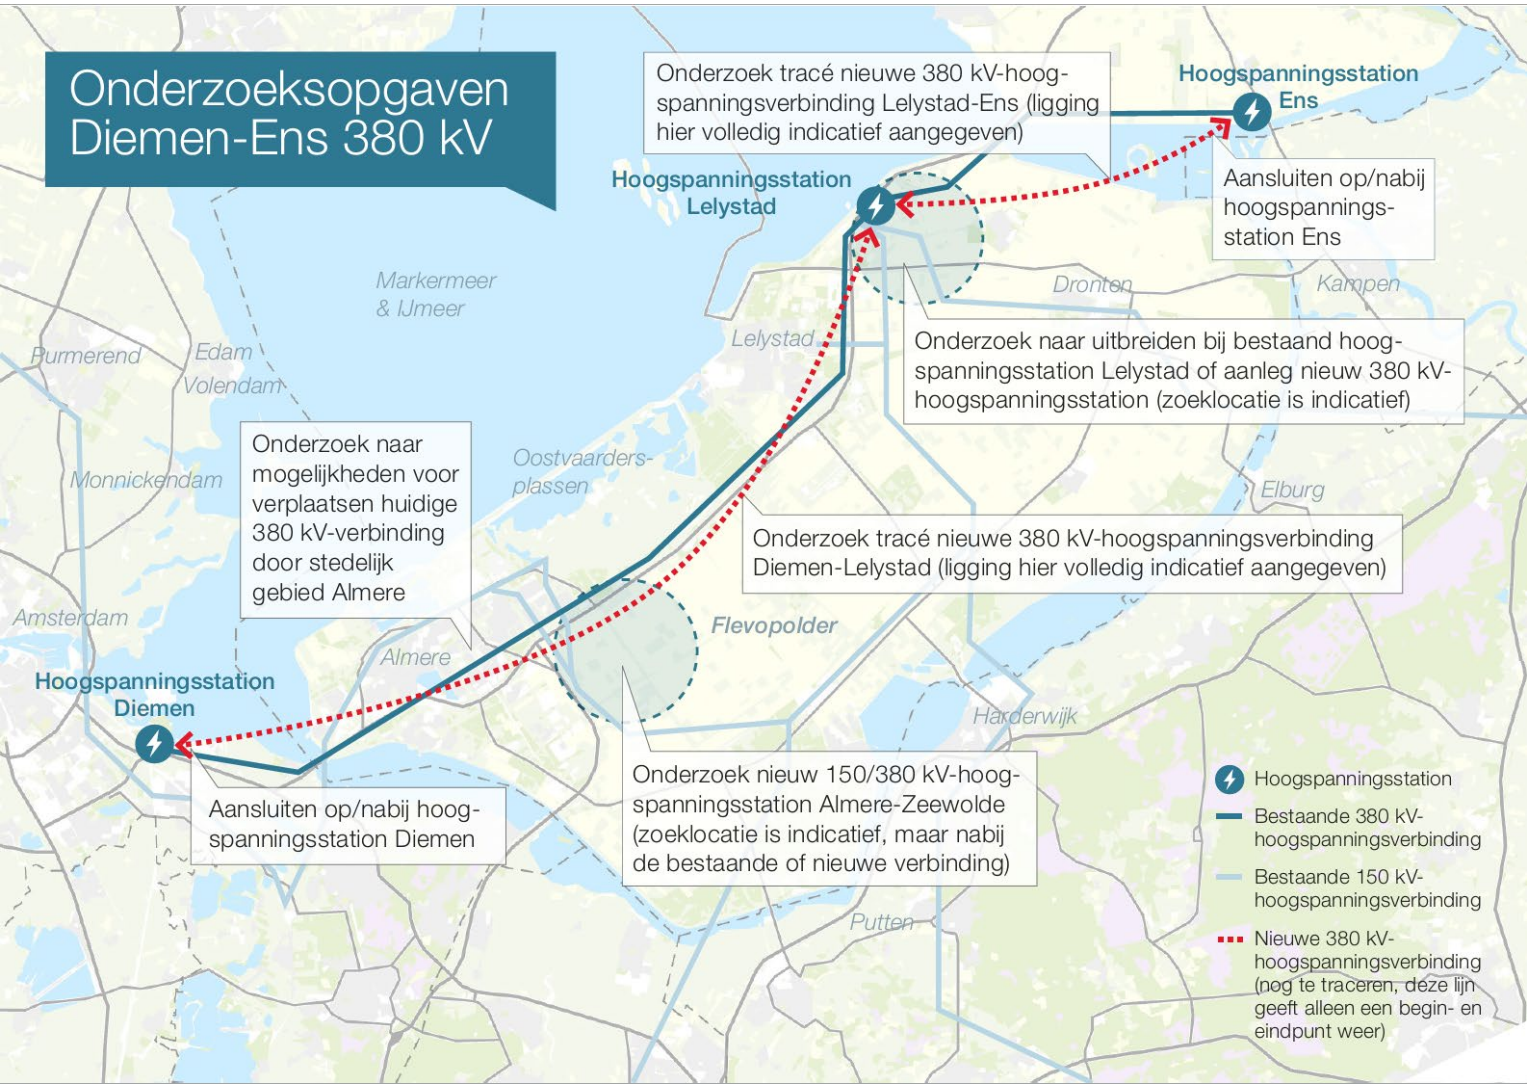 Onderzoeksopgaven
Diemen-Ens 380 kV
Onderzoek tracé nieuwe 380 kV-hoog-
spanningsverbinding Lelystad-Ens (ligging
hier volledig indicatief aangegeven)
Hoogspanningsstation
Ens
Hoogspanningsstation
Lelystad
Aansluiten op/nabij
hoogspannings-
station Ens
Markermeer
& IJmeer
Dronten
Kampen
Lelystad
Onderzoek naar uitbreiden bij bestaand hoog-
spanningsstation Lelystad of aanleg nieuw 380 kV-
hoogspanningsstation (zoeklocatie is indicatief)
Purmerend
Edam
Volendam
Monnickendam
Onderzoek naar
mogelijkheden voor
verplaatsen huidige
380 kV-verbinding
door stedelijk
gebied Almere
Oostvaarders-
plassen
Elburg
Onderzoek tracé nieuwe 380 kV-hoogspanningsverbinding
Diemen-Lelystad (ligging hier volledig indicatief aangegeven)
Amsterdam
Flevopolder
Almere
Hoogspanningsstation
Diemen
Harderwijk
Aansluiten op/nabij hoog-
spanningsstation Diemen
Onderzoek nieuw 150/380 kV-hoog-
spanningsstation Almere-Zeewolde
(zoeklocatie is indicatief, maar nabij
de bestaande of nieuwe verbinding)
Putten
Hoogspanningsstation
Bestaande 380 kV-
hoogspanningsverbinding
Bestaande 150 kV-
hoogspanningsverbinding
Nieuwe 380 kV-
hoogspanningsverbinding
(nog te traceren, deze lijn
geeft alleen een begin- en
eindpunt weer)